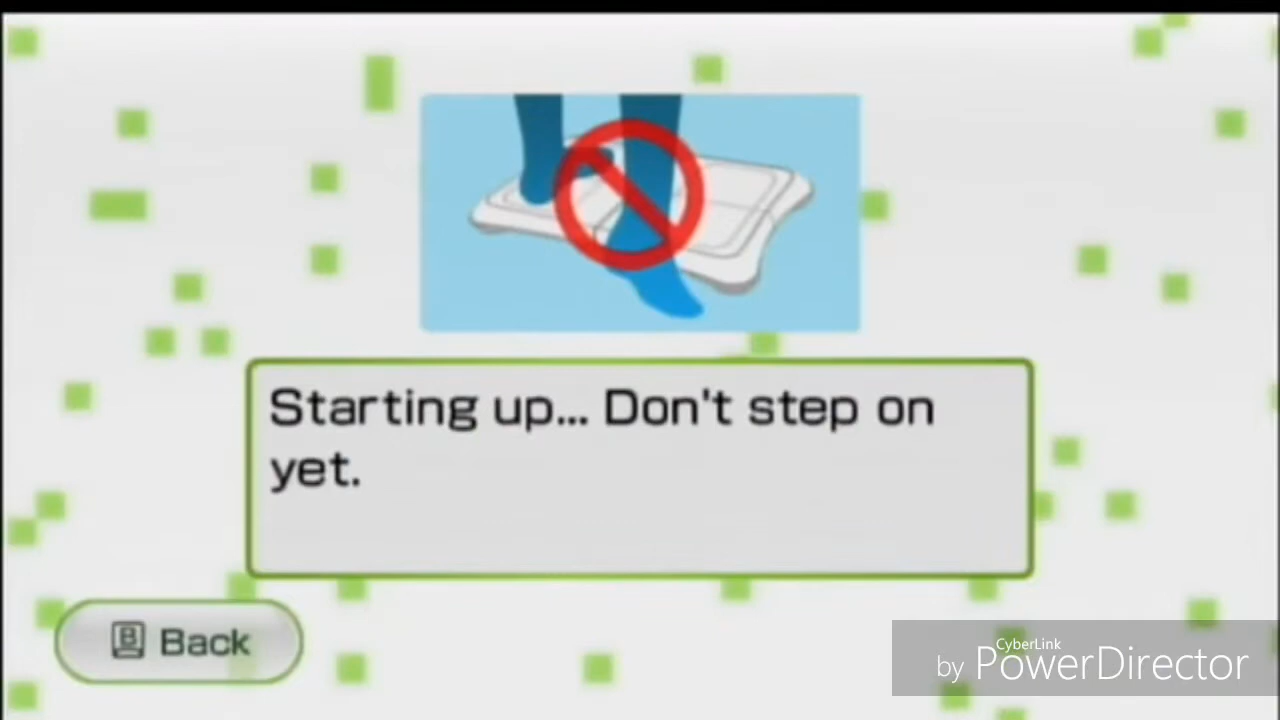 Starting up... Don't step on
yet.
B Back
CyberLink
by PowerDirector